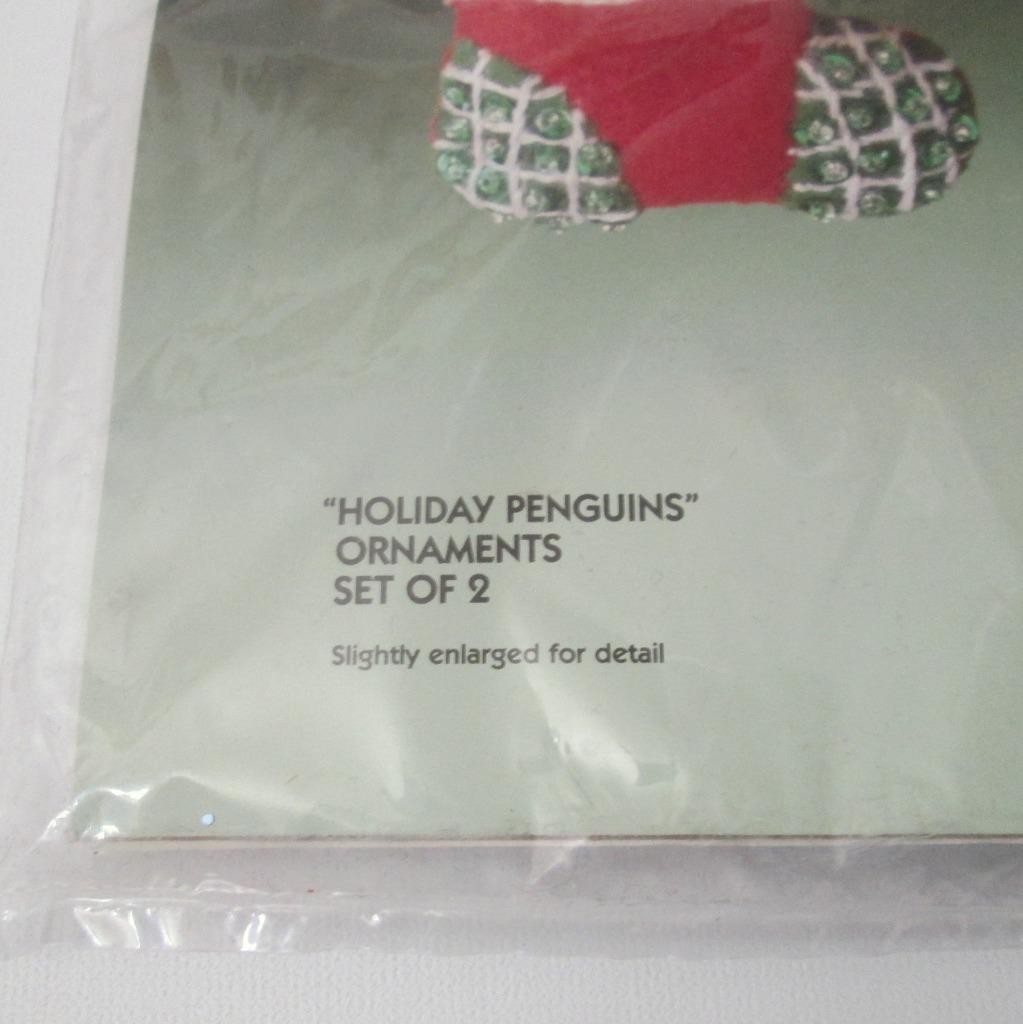 “HOLIDAY PENGUINS”
ORNAMENTS
SET OF 2
Slightly enlarged for detail